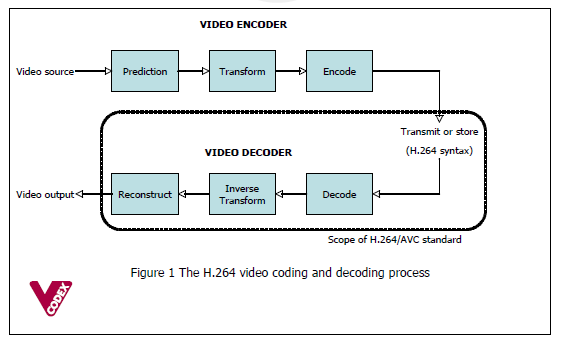 VIDEO ENCODER
Video source
Prediction
Transform
Encode
Transmit or store
(H.264 syntax)
VIDEO DECODER
Video output
Reconstruct
Inverse
Transform
Decode
Scope of H.264/AVC standard
Figure 1 The H.264 video coding and decoding process
VCODEX